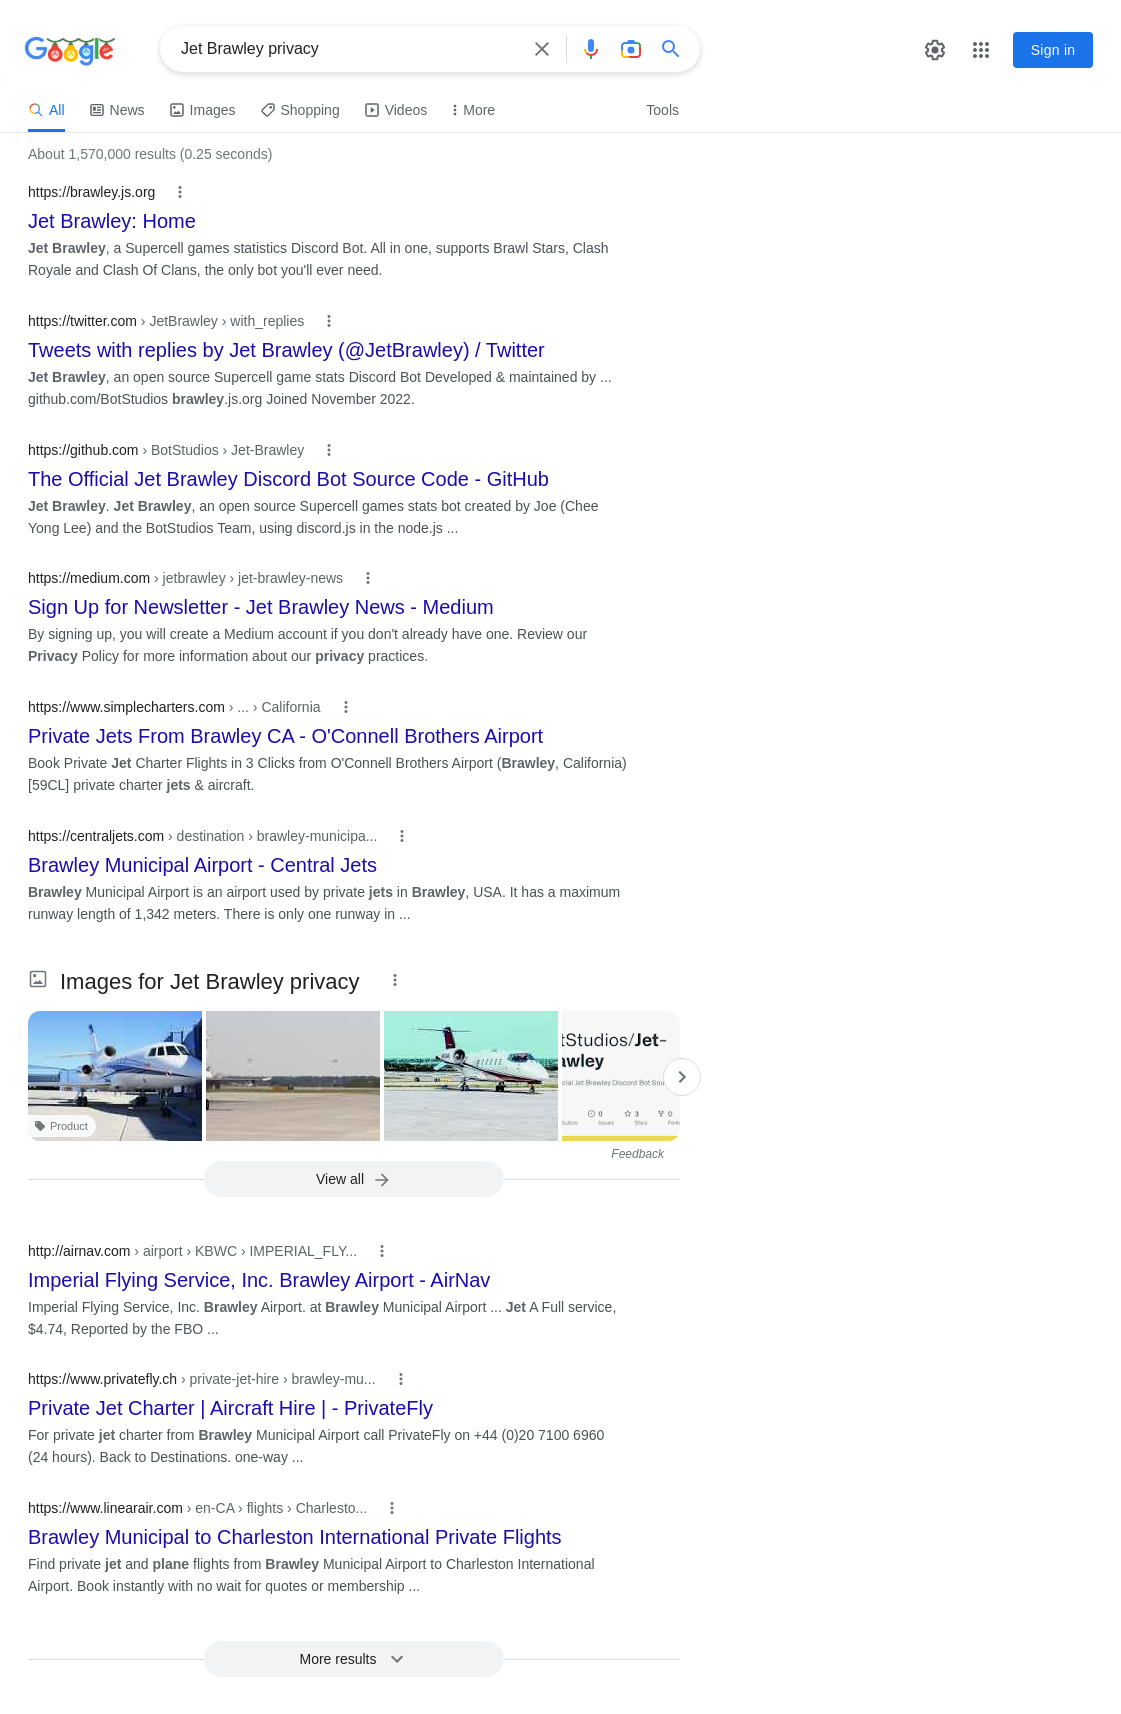 Google
Jet Brawley privacy
Sign in
All
News
Images
Shopping
Videos
More
Tools
About 1,570,000 results (0.25 seconds)
https://brawley.js.org
Jet Brawley: Home
Jet Brawley, a Supercell games statistics Discord Bot. All in one, supports Brawl Stars, Clash
Royale and Clash Of Clans, the only bot you'll ever need.
https://twitter.com › JetBrawley › with_replies
Tweets with replies by Jet Brawley (@JetBrawley) / Twitter
Jet Brawley, an open source Supercell game stats Discord Bot Developed & maintained by ...
github.com/BotStudios brawley.js.org Joined November 2022.
https://github.com › BotStudios › Jet-Brawley
The Official Jet Brawley Discord Bot Source Code - GitHub
Jet Brawley. Jet Brawley, an open source Supercell games stats bot created by Joe (Chee
Yong Lee) and the BotStudios Team, using discord.js in the node.js ...
https://medium.com › jetbrawley › jet-brawley-news
Sign Up for Newsletter - Jet Brawley News - Medium
By signing up, you will create a Medium account if you don't already have one. Review our
Privacy Policy for more information about our privacy practices.
https://www.simplecharters.com › ... › California
Private Jets From Brawley CA - O'Connell Brothers Airport
Book Private Jet Charter Flights in 3 Clicks from O'Connell Brothers Airport (Brawley, California)
[59CL] private charter jets & aircraft.
https://centraljets.com › destination › brawley-municipa...
Brawley Municipal Airport - Central Jets
Brawley Municipal Airport is an airport used by private jets in Brawley, USA. It has a maximum
runway length of 1,342 meters. There is only one runway in ...
Images for Jet Brawley privacy
tStudios/Jet-
awley
cial Jet Brawley Discord Bot Sou
0
3
0
butors
Issues
Stars
Forks
Product
Feedback
View all
http://airnav.com › airport › KBWC › IMPERIAL_FLY...
Imperial Flying Service, Inc. Brawley Airport - AirNav
Imperial Flying Service, Inc. Brawley Airport. at Brawley Municipal Airport ... Jet A Full service,
$4.74, Reported by the FBO ...
https://www.privatefly.ch › private-jet-hire › brawley-mu...
Private Jet Charter | Aircraft Hire | - PrivateFly
For private jet charter from Brawley Municipal Airport call PrivateFly on +44 (0)20 7100 6960
(24 hours). Back to Destinations. one-way ...
https://www.linearair.com › en-CA › flights › Charlesto...
Brawley Municipal to Charleston International Private Flights
Find private jet and plane flights from Brawley Municipal Airport to Charleston International
Airport. Book instantly with no wait for quotes or membership ...
More results